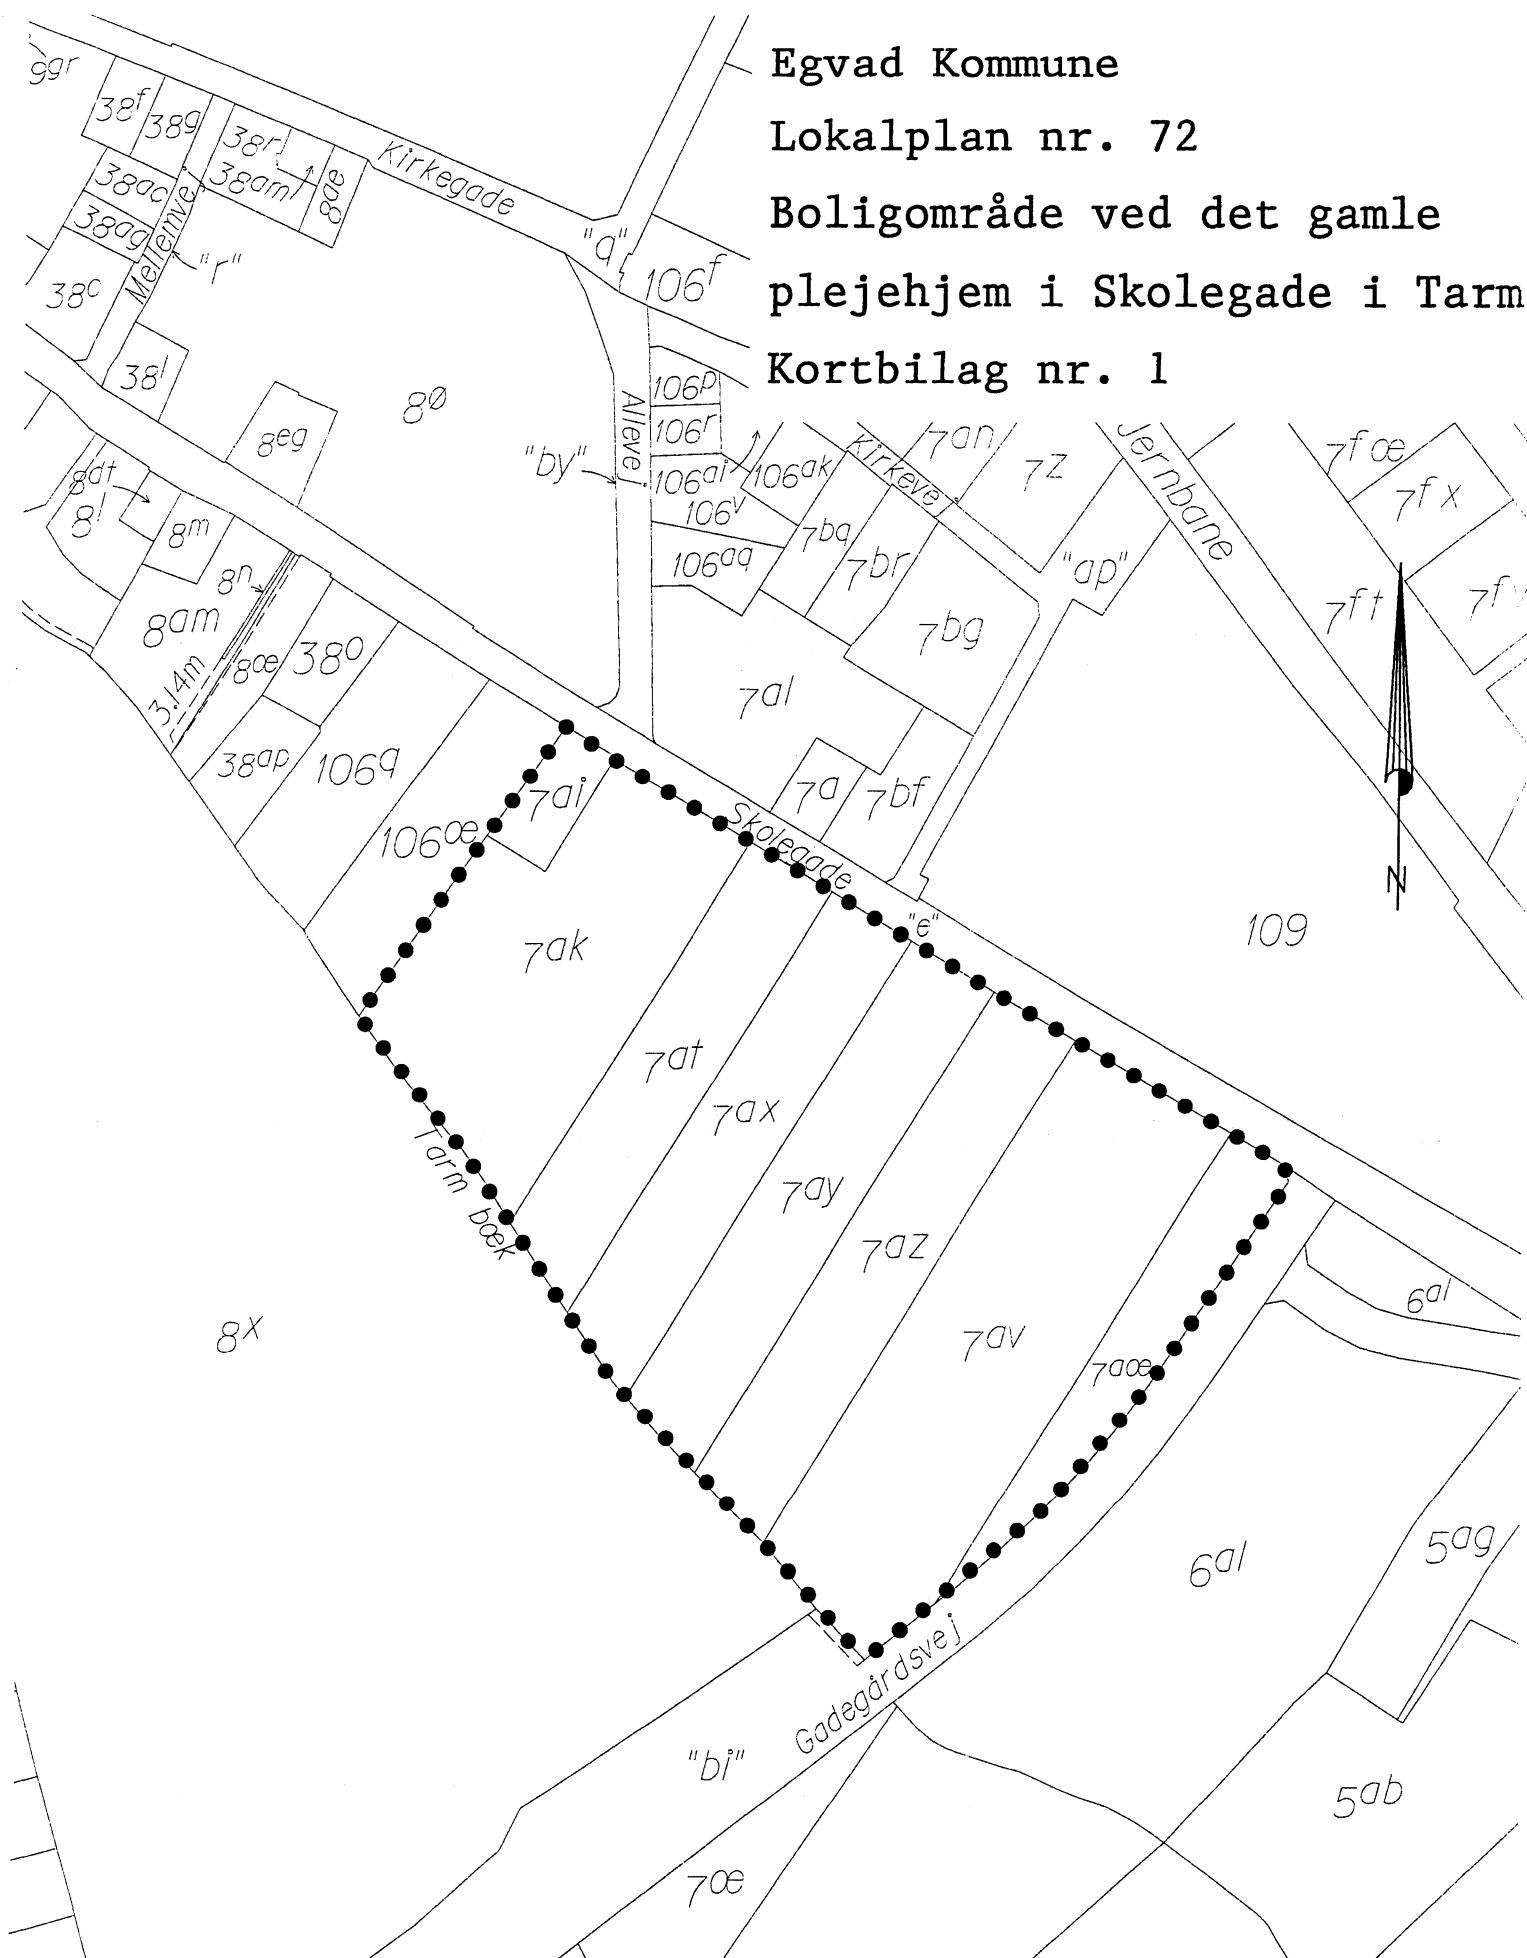 Egvad Kommune
Lokalplan nr. 72
Boligområde ved det gamle
plejehjem i Skolegade i Tarm
Kortbilag nr. 1
9gr
38f
38g
38r
38am
8ae
Kirkegade
38ac
38ag
Mellemvej
"r"
38c
"q"
106f
38l
8eg
8ø
Allevej
106p
106r
"by"
106ai
106v
106aq
106ak
Kirkevej
7an
7z
Jernbane
7fœ
7fx
8at
8l
8m
8n
8am
7bq
7br
"ap"
7ft
3.14m
8œ
38o
7bg
7al
38ap
106q
7ai
7a
7bf
106œ
Skolegade
"e"
109
N
7ak
7at
7ax
Tarm bœk
7ay
7az
8x
7av
7aœ
6al
5ag
6al
Gadegårdsvej
"bi"
5ab
7œ